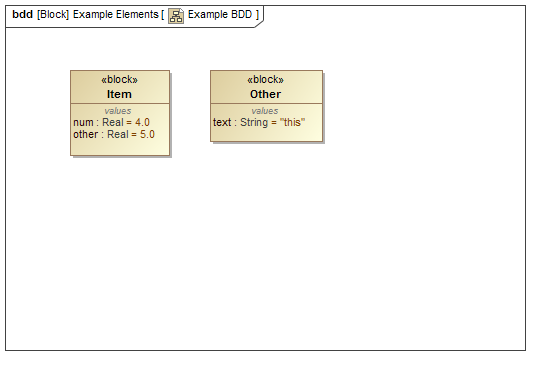 bdd [Block] Example Elements [ Example BDD ]
«block»
Item
values
num : Real = 4.0
other : Real = 5.0
«block»
Other
values
text : String = "this"